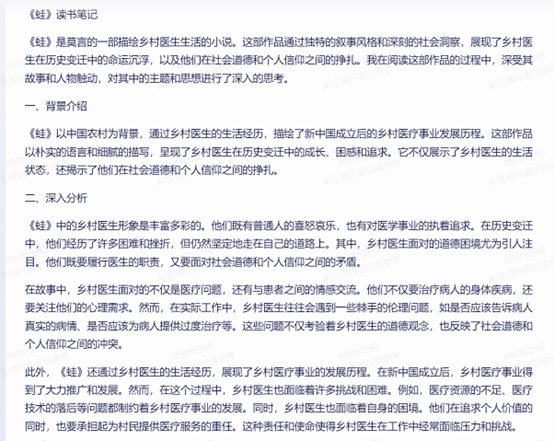 《蛙》读书笔记
《蛙》是莫言的一部描绘乡村医生生活的小说。这部作品通过独特的叙事风格和深刻的社会洞察，展现了乡村医
生在历史变迁中的命运沉浮，以及他们在社会道德和个人信仰之间的挣扎。我在阅读这部作品的过程中，深受其
故事和人物触动，对其中的主题和思想进行了深入的思考。
一、背景介绍
《蛙》以中国农村为背景，通过乡村医生的生活经历，描绘了新中国成立后的乡村医疗事业发展历程。这部作品
以朴实的语言和细腻的描写，呈现了乡村医生在历史变迁中的成长、困惑和追求。它不仅展示了乡村医生的生活
状态，还揭示了他们在社会道德和个人信仰之间的挣扎。
二、深入分析
《蛙》中的乡村医生形象是丰富多彩的。他们既有普通人的喜怒哀乐，也有对医学事业的执着追求。在历史变迁
中，他们经历了许多困难和挫折，但仍然坚定地走在自己的道路上。其中，乡村医生面对的道德困境尤为引人注
目。他们既要履行医生的职责，又要面对社会道德和个人信仰之间的矛盾。
在故事中，乡村医生面对的不仅是医疗问题，还有与患者之间的情感交流。他们不仅要治疗病人的身体疾病，还
要关注他们的心理需求。然而，在实际工作中，乡村医生往往会遇到一些棘手的伦理问题，如是否应该告诉病人
真实的病情、是否应该为病人提供过度治疗等。这些问题不仅考验着乡村医生的道德观念，也反映了社会道德和
个人信仰之间的冲突。
此外，《蛙》还通过乡村医生的生活经历，展现了乡村医疗事业的发展历程。在新中国成立后，乡村医疗事业得
到了大力推广和发展。然而，在这个过程中，乡村医生也面临着许多挑战和困难。例如，医疗资源的不足、医疗
技术的落后等问题都制约着乡村医疗事业的发展。同时，乡村医生也面临着自身的困境。他们在追求个人价值的
同时，也要承担起为村民提供医疗服务的重任。这种责任和使命使得乡村医生在工作中经常面临压力和挑战。